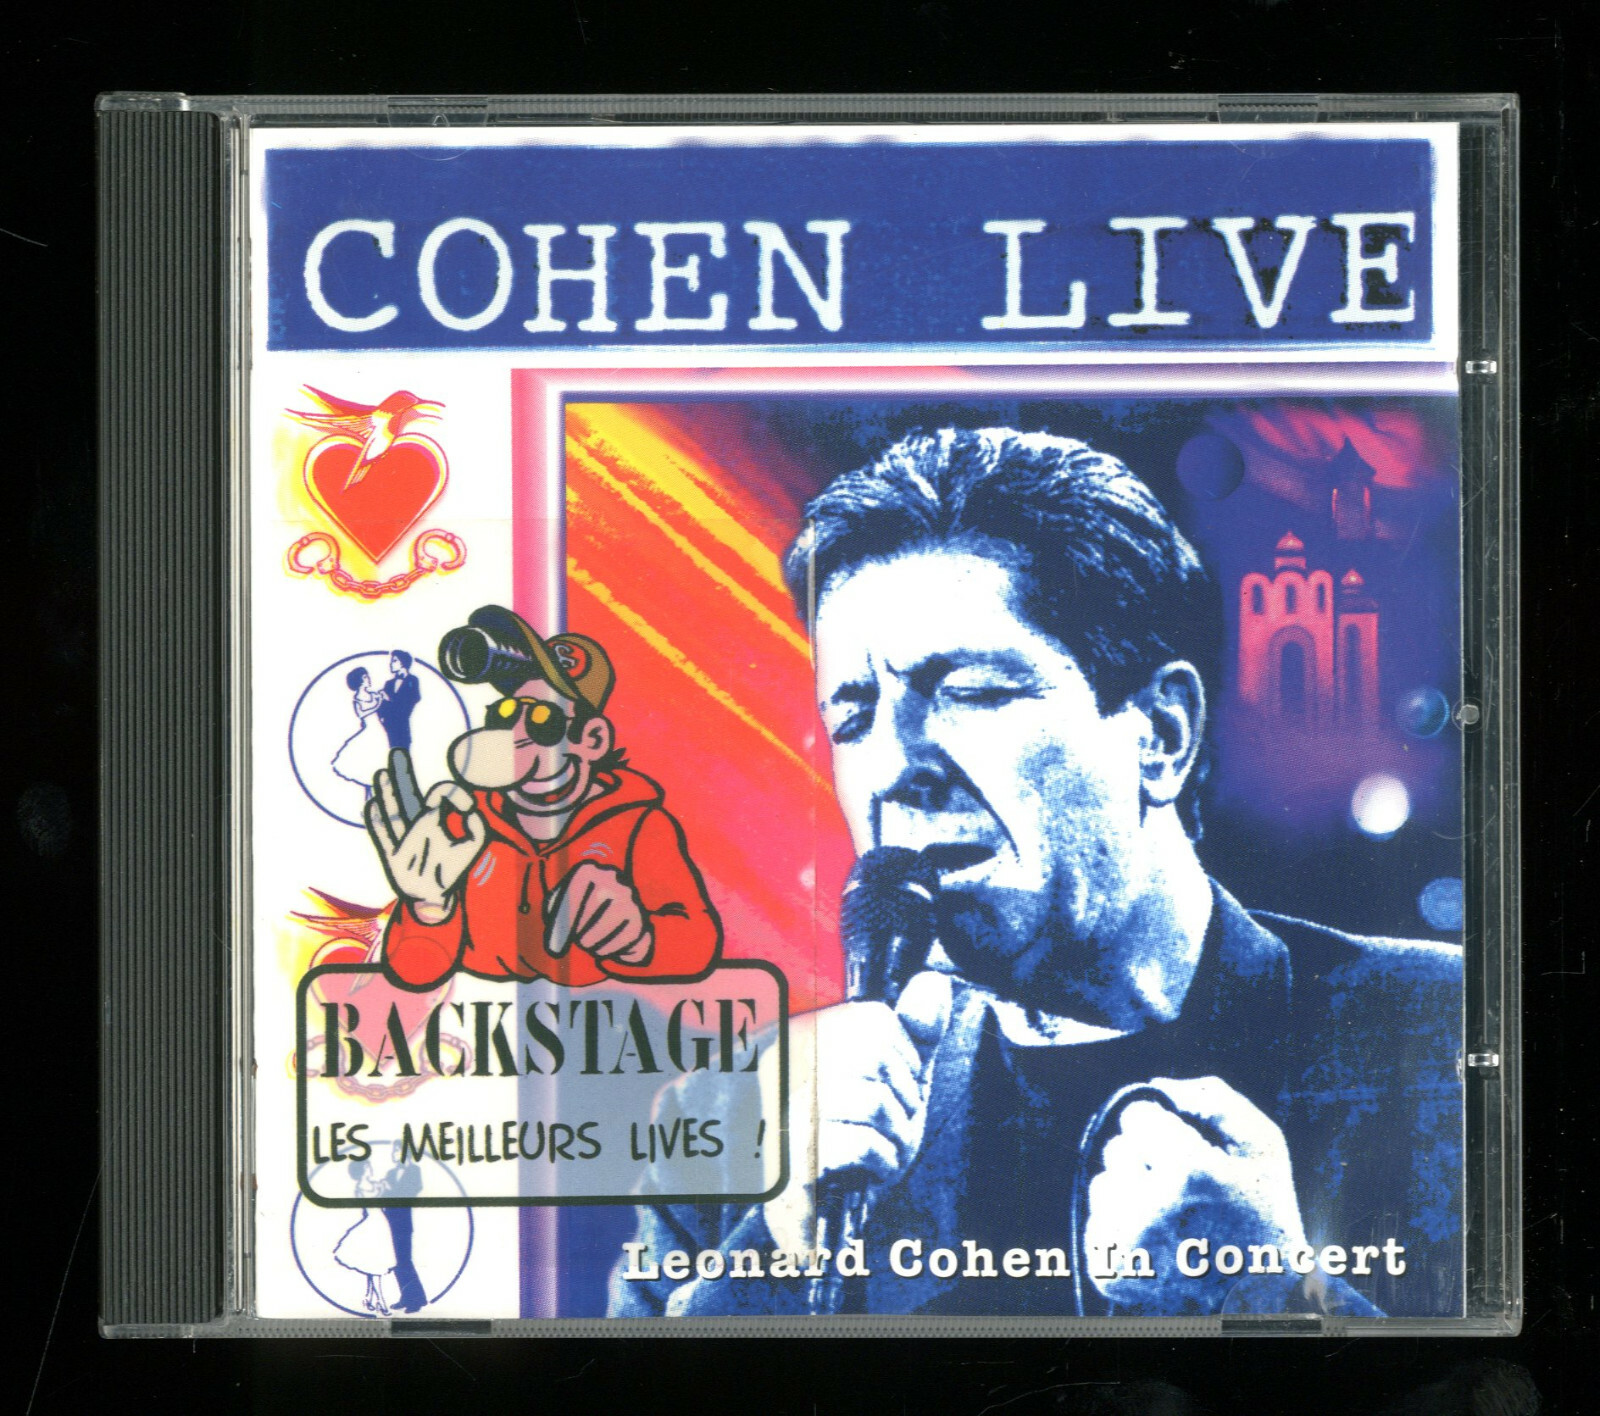 COHEN LIVE
S
BACKSTAGE
LES MEILLEURS LIVES !
Leonard Cohen In Concert